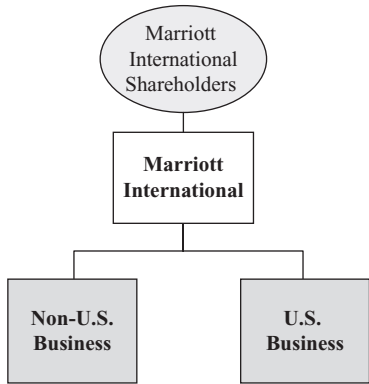 Marriott
International
Shareholders
Marriott
International
Non-U.S.
Business
U.S.
Business